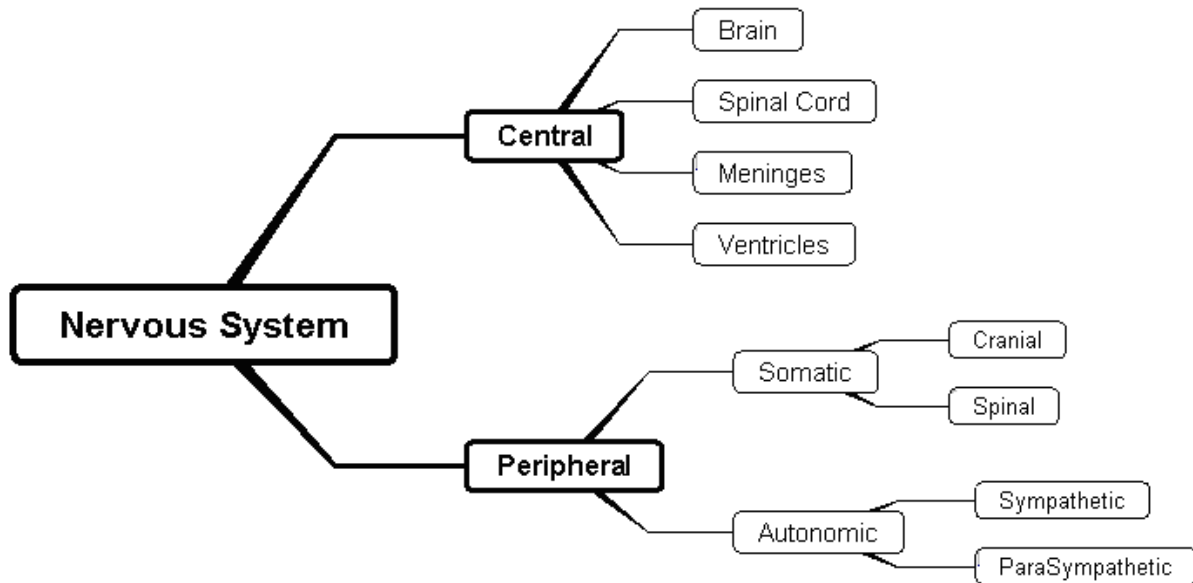 Brain
Spinal Cord
Central
Meninges
Ventricles
Nervous System
Cranial
Somatic
Spinal
Peripheral
Sympathetic
Autonomic
ParaSympathetic